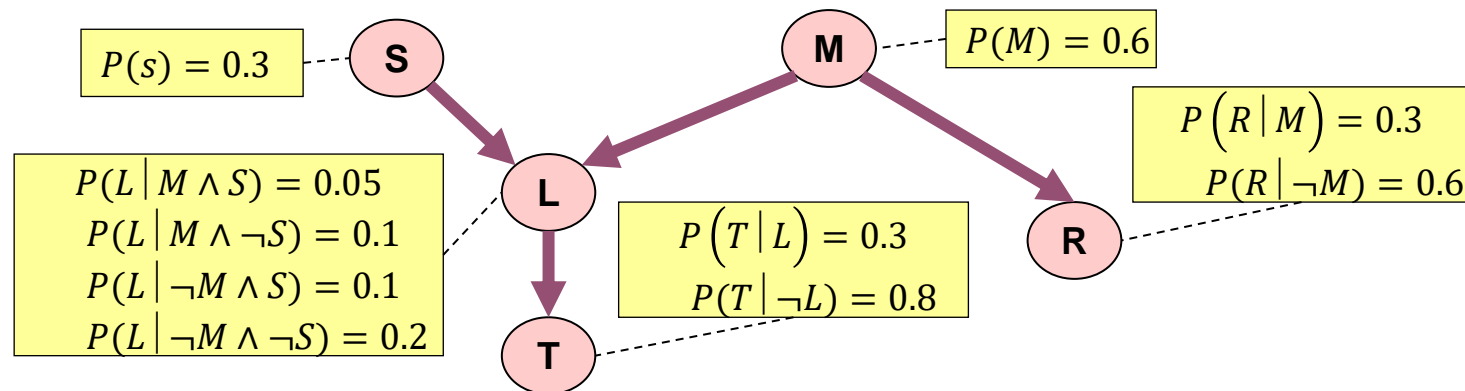 P(s) = 0.3
S
M
P(M) = 0.6
P(R | M) = 0.3
P(R | ¬M) = 0.6
P(L | M ∧ S) = 0.05
P(L | M ∧ ¬S) = 0.1
P(L | ¬M ∧ S) = 0.1
P(L | ¬M ∧ ¬S) = 0.2
L
P(T | L) = 0.3
P(T | ¬L) = 0.8
R
T